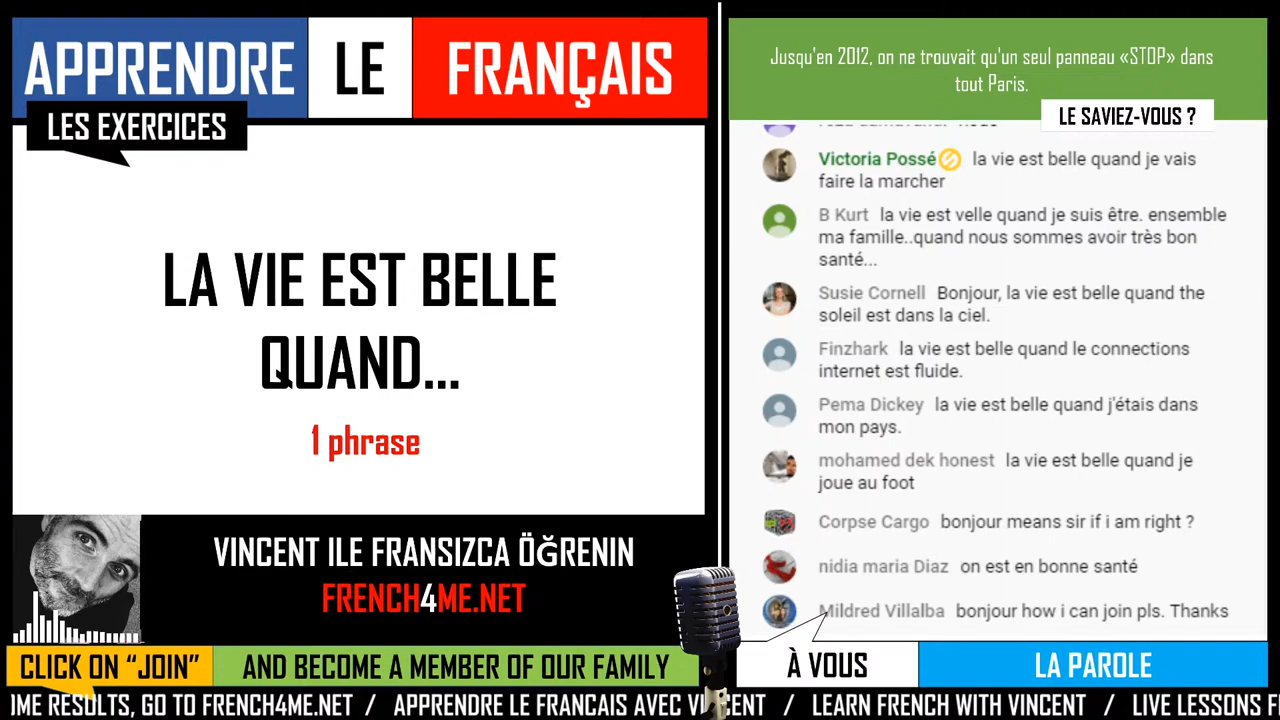 APPRENDRE LE FRANÇAIS
LES EXERCICES
LA VIE EST BELLE
QUAND...
1 phrase
VINCENT ILE FRANSIZCA ÖĞRENIN
FRENCH4ME.NET
CLICK ON “JOIN” AND BECOME A MEMBER OF OUR FAMILY
Jusqu'en 2012, on ne trouvait qu'un seul panneau «STOP» dans
tout Paris.
LE SAVIEZ-VOUS ?
Victoria Possé la vie est belle quand je vais
faire la marcher
B Kurt la vie est velle quand je suis être. ensemble
ma famille..quand nous sommes avoir très bon
santé...
Susie Cornell Bonjour, la vie est belle quand the
soleil est dans la ciel.
Finzhark la vie est belle quand le connections
internet est fluide.
Pema Dickey la vie est belle quand j'étais dans
mon pays.
mohamed dek honest la vie est belle quand je
joue au foot
Corpse Cargo bonjour means sir if i am right ?
nidia maria Diaz on est en bonne santé
Mildred Villalba bonjour how i can join pls. Thanks
À VOUS LA PAROLE
RESULTS, GO TO FRENCH4ME.NET / APPRENDRE LE FRANCAIS AVEC VINCENT / LEARN FRENCH WITH VINCENT / LIVE LESSONS